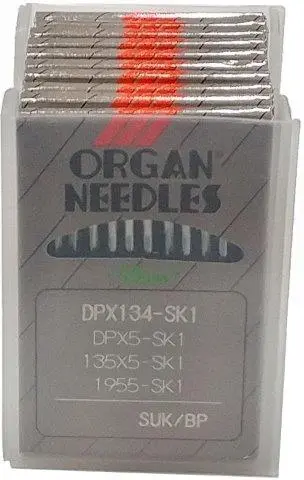 ORGAN®
NEEDLES
DPX134-SK1
DPX5-SK1
135X5-SK1
1955-SK1
SUK/BP